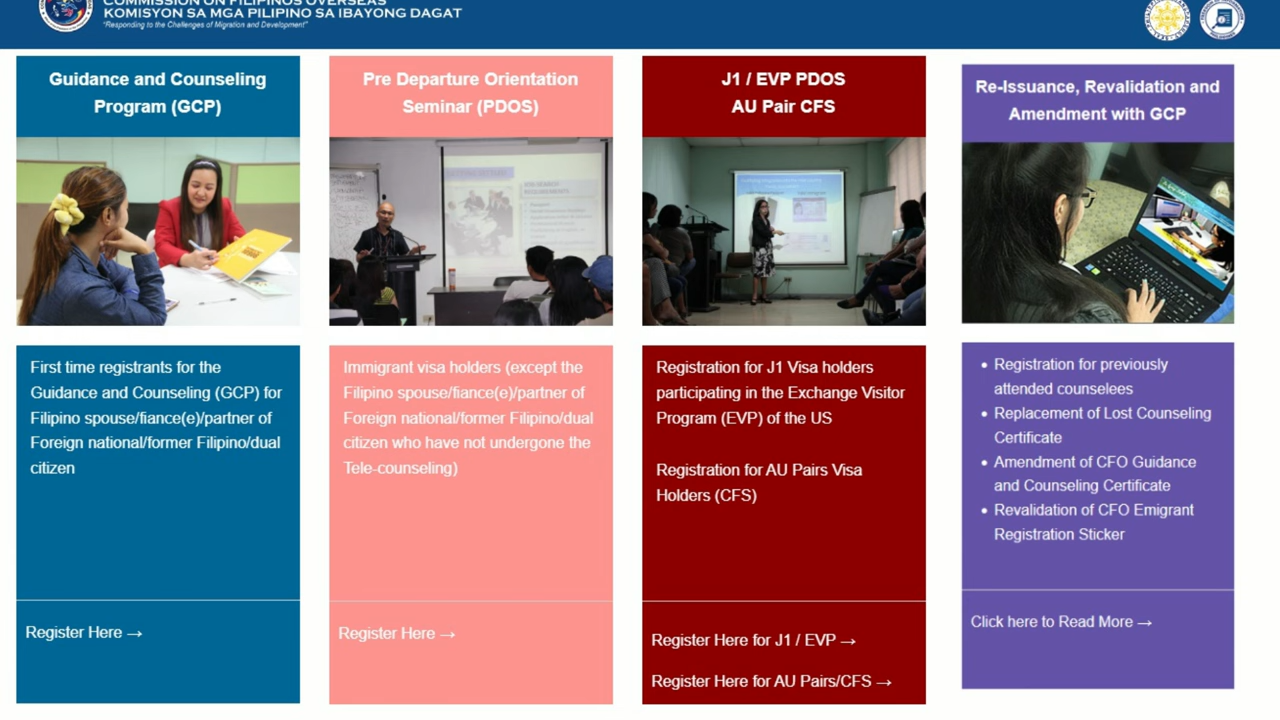 COMMISSION ON FILIPINOS OVERSEAS
KOMISYON SA MGA PILIPINO SA IBAYONG DAGAT
"Responding to the Challenges of Migration and Development"
Guidance and Counseling
Program (GCP)
First time registrants for the
Guidance and Counseling (GCP) for
Filipino spouse/fiance(e)/partner of
Foreign national/former Filipino/dual
citizen
Register Here →
Pre Departure Orientation
Seminar (PDOS)
Immigrant visa holders (except the
Filipino spouse/fiance(e)/partner of
Foreign national/former Filipino/dual
citizen who have not undergone the
Tele-counseling)
Register Here →
J1 / EVP PDOS
AU Pair CFS
Registration for J1 Visa holders
participating in the Exchange Visitor
Program (EVP) of the US
Registration for AU Pairs Visa
Holders (CFS)
Register Here for J1 / EVP →
Register Here for AU Pairs/CFS →
Re-Issuance, Revalidation and
Amendment with GCP
• Registration for previously
attended counselees
• Replacement of Lost Counseling
Certificate
• Amendment of CFO Guidance
and Counseling Certificate
• Revalidation of CFO Emigrant
Registration Sticker
Click here to Read More →